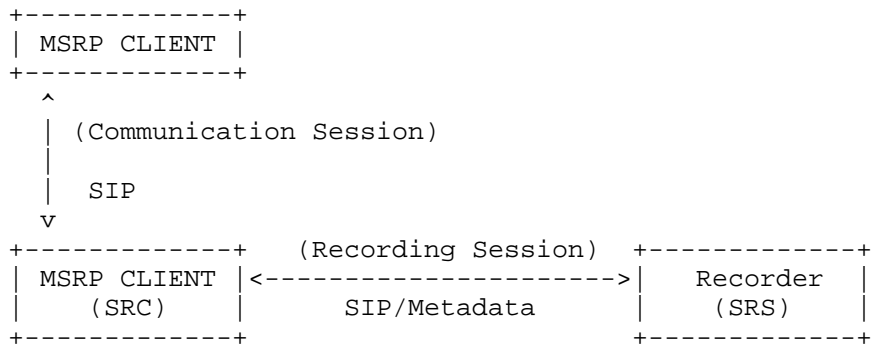 MSRP CLIENT
(Communication Session)
SIP
(Recording Session)
MSRP CLIENT Recorder
(SRC) SIP/Metadata (SRS)